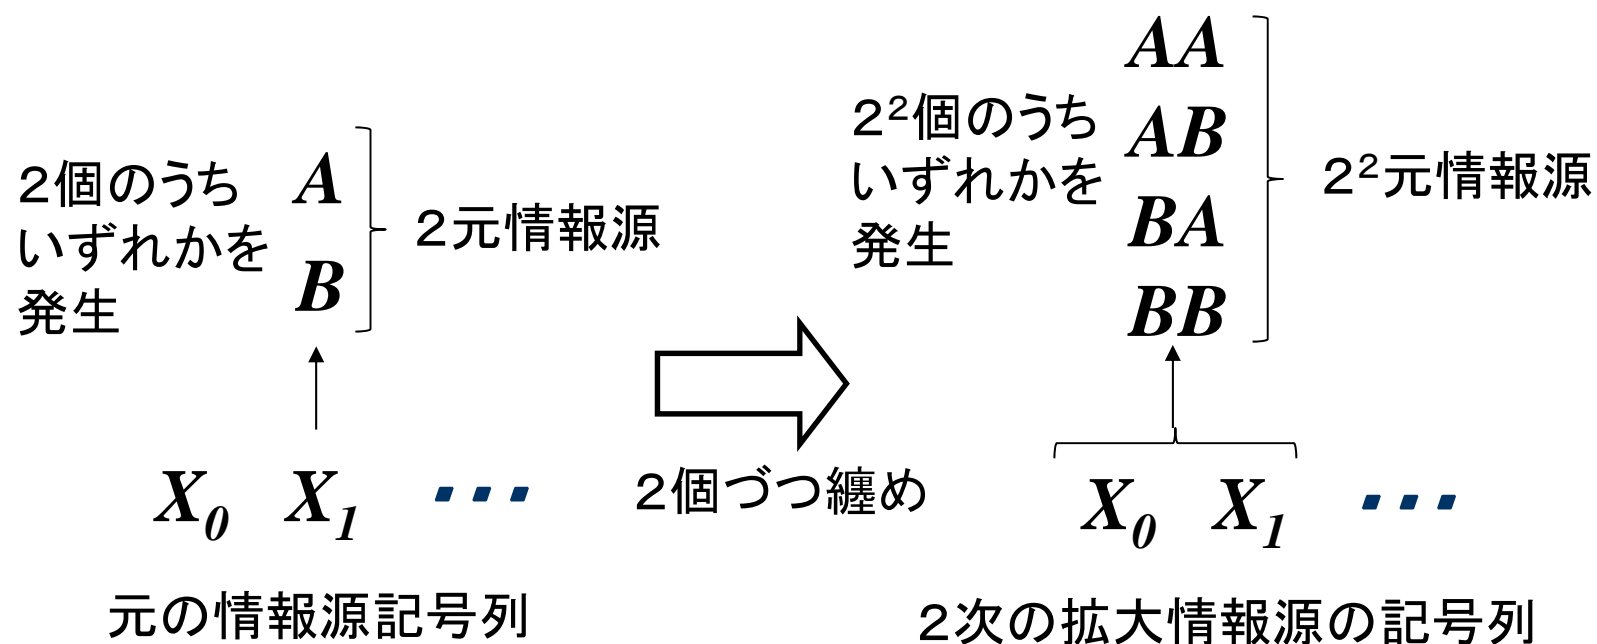 2個のうち
いずれかを
発生
A
B
2元情報源
X0 X1 ・・・
元の情報源記号列
2個づつ纏め
2²個のうち
いずれかを
発生
AA
AB
BA
BB
2²元情報源
X0 X1 ・・・
2次の拡大情報源の記号列